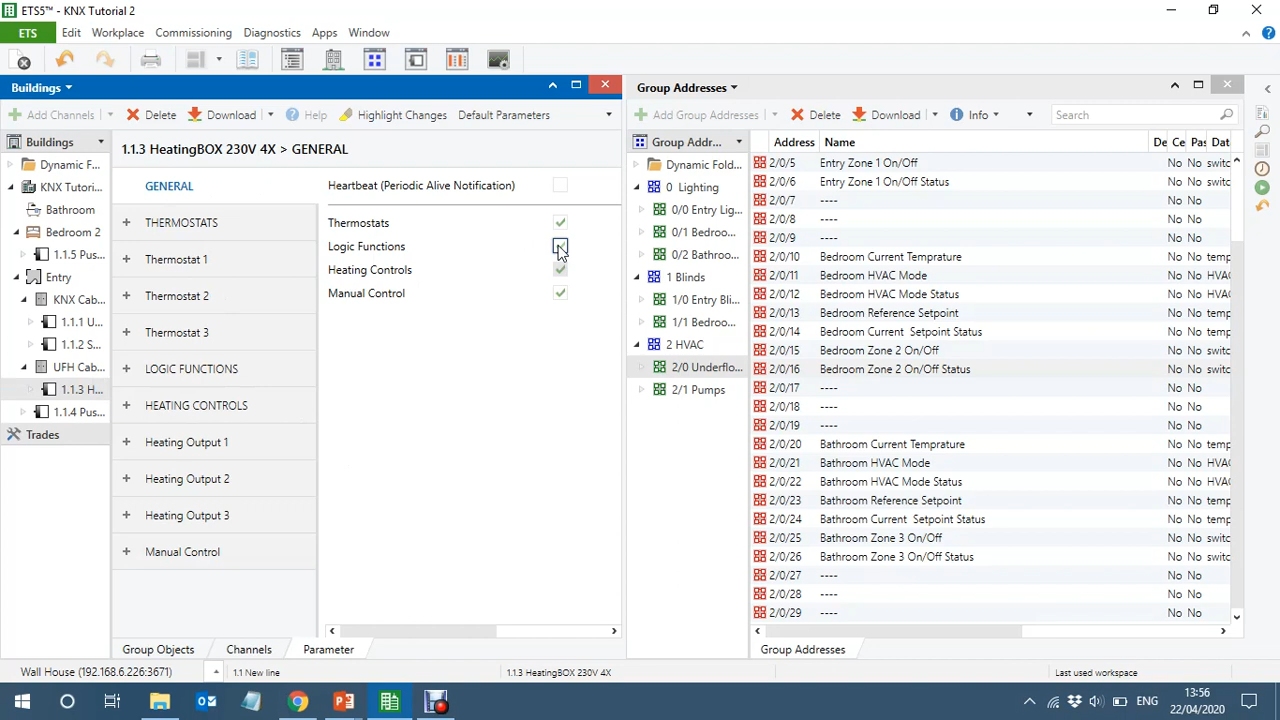 ETS5™ - KNX Tutorial 2
ETS Edit Workplace Commissioning Diagnostics Apps Window
Buildings
Add Channels Delete Download Help Highlight Changes Default Parameters
Buildings
Dynamic F...
KNX Tutori...
Bathroom
Bedroom 2
1.1.5 Pus...
Entry
KNX Cab...
1.1.1 U...
1.1.2 S...
UFH Cab...
1.1.3 H...
1.1.4 Pus...
Trades
1.1.3 HeatingBOX 230V 4X > GENERAL
GENERAL
+ THERMOSTATS
+ Thermostat 1
+ Thermostat 2
+ Thermostat 3
+ LOGIC FUNCTIONS
+ HEATING CONTROLS
+ Heating Output 1
+ Heating Output 2
+ Heating Output 3
+ Manual Control
Heartbeat (Periodic Alive Notification)
Thermostats
Logic Functions
Heating Controls
Manual Control
Group Objects Channels Parameter
Group Addresses
Add Group Addresses Delete Download Info Search
Group Addr...
Dynamic Fold...
0 Lighting
0/0 Entry Lig...
0/1 Bedroo...
0/2 Bathroo...
1 Blinds
1/0 Entry Bli...
1/1 Bedroo...
2 HVAC
2/0 Underflo...
2/1 Pumps
Address Name De Ce Pas Dat
2/0/5 Entry Zone 1 On/Off No No switc
2/0/6 Entry Zone 1 On/Off Status No No switc
2/0/7 ---- No No
2/0/8 ---- No No
2/0/9 ---- No No
2/0/10 Bedroom Current Temprature No No temp
2/0/11 Bedroom HVAC Mode No No HVA
2/0/12 Bedroom HVAC Mode Status No No HVA
2/0/13 Bedroom Reference Setpoint No No temp
2/0/14 Bedroom Current Setpoint Status No No temp
2/0/15 Bedroom Zone 2 On/Off No No switc
2/0/16 Bedroom Zone 2 On/Off Status No No switc
2/0/17 ---- No No
2/0/18 ---- No No
2/0/19 ---- No No
2/0/20 Bathroom Current Temprature No No temp
2/0/21 Bathroom HVAC Mode No No HVA
2/0/22 Bathroom HVAC Mode Status No No HVA
2/0/23 Bathroom Reference Setpoint No No temp
2/0/24 Bathroom Current Setpoint Status No No temp
2/0/25 Bathroom Zone 3 On/Off No No switc
2/0/26 Bathroom Zone 3 On/Off Status No No switc
2/0/27 ---- No No
2/0/28 ---- No No
2/0/29 ---- No No
Group Addresses
Wall House (192.168.6.226:3671) 1.1 New line 1.1.3 HeatingBOX 230V 4X Last used workspace
ENG 13:56
22/04/2020